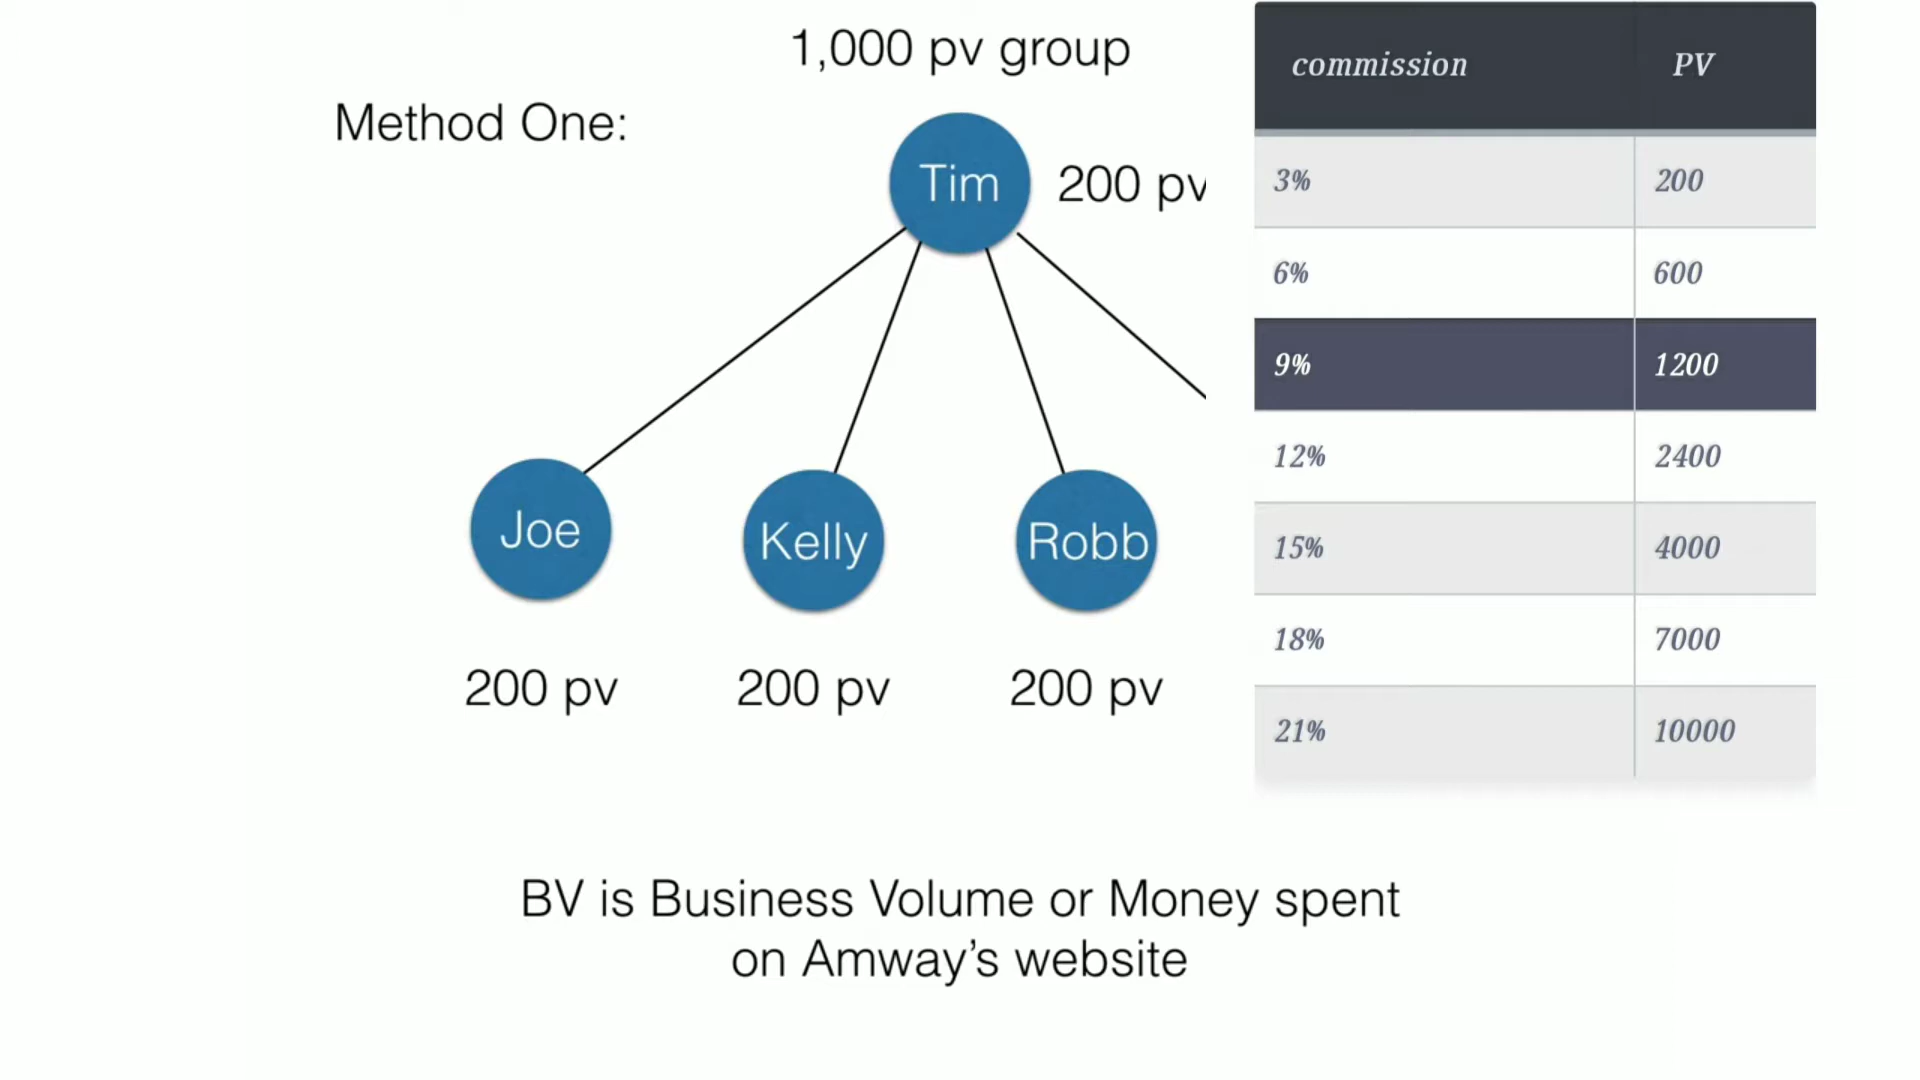 1,000 pv group
Method One:
Tim
200 pv
Joe
Kelly
Robb
200 pv
200 pv
200 pv
commission PV
3% 200
6% 600
9% 1200
12% 2400
15% 4000
18% 7000
21% 10000
BV is Business Volume or Money spent
on Amway’s website